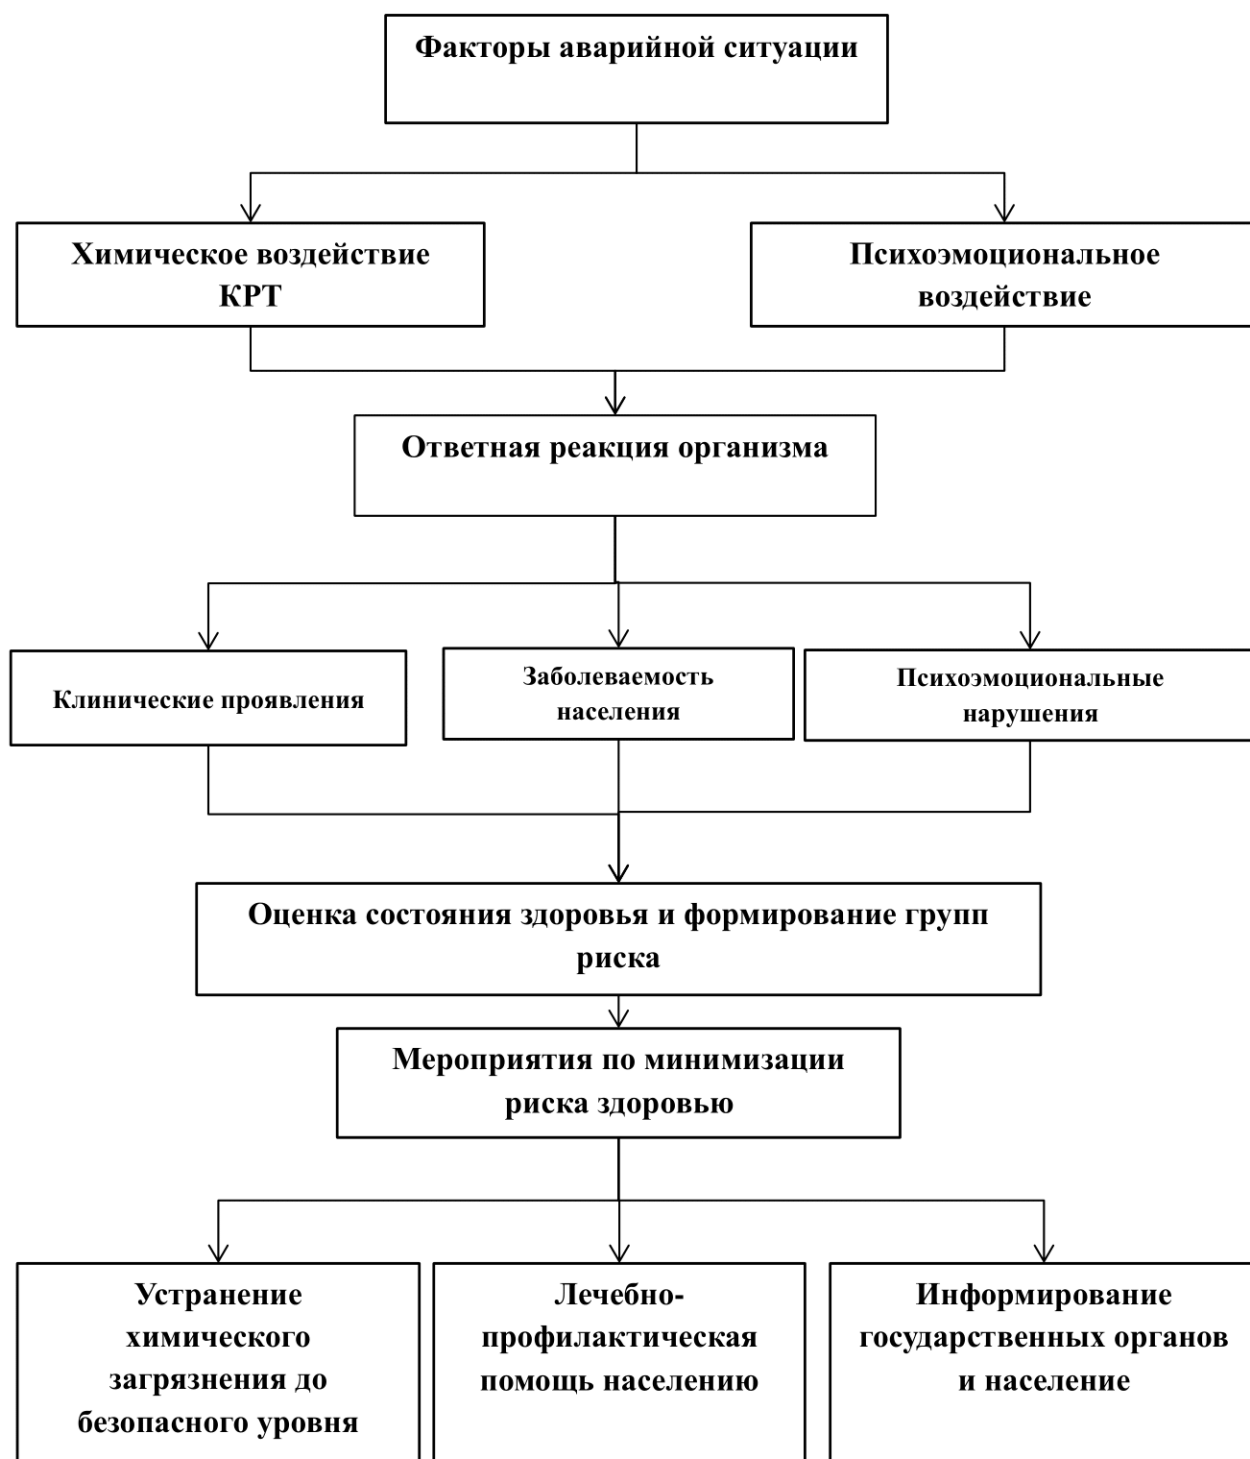 Факторы аварийной ситуации
Химическое воздействие
КРТ
Психоэмоциональное
воздействие
Ответная реакция организма
Клинические проявления
Заболеваемость
населения
Психоэмоциональные
нарушения
Оценка состояния здоровья и формирование групп
риска
Мероприятия по минимизации
риска здоровью
Устранение
химического
загрязнения до
безопасного уровня
Лечебно-
профилактическая
помощь населению
Информирование
государственных органов
и население